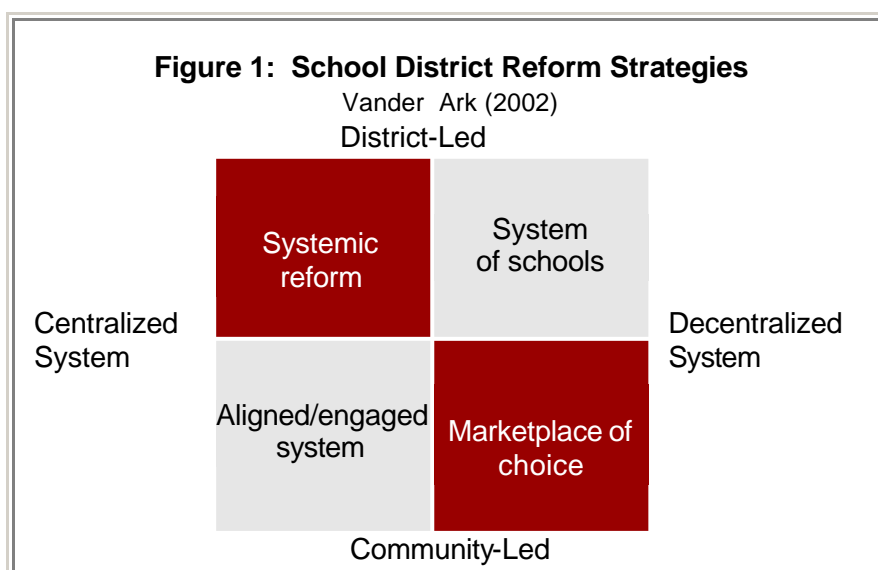 Figure 1: School District Reform Strategies
Vander Ark (2002)
District-Led
Systemic
reform
System
of schools
Centralized
System
Decentralized
System
Aligned/engaged
system
Marketplace of
choice
Community-Led